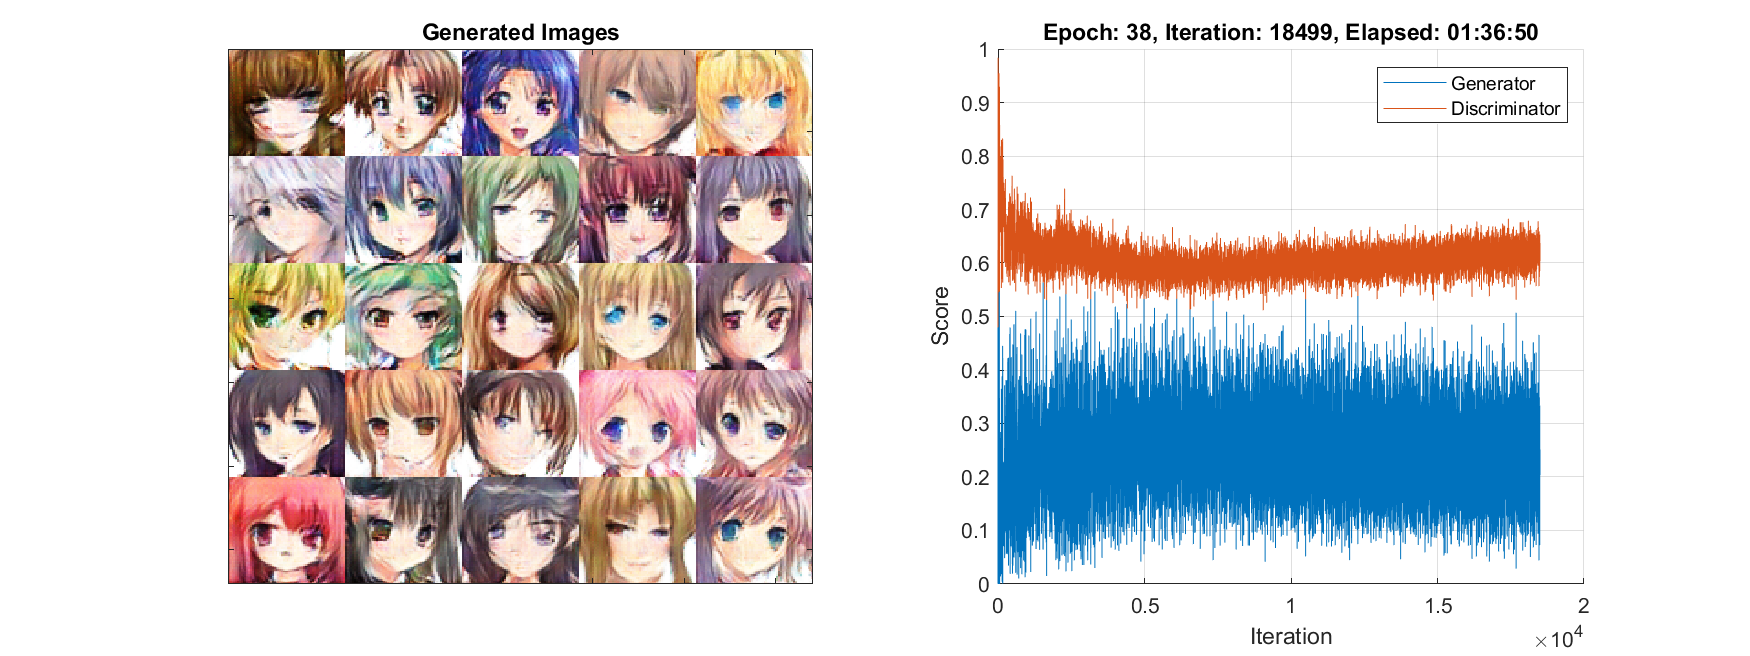 Generated Images
Epoch: 38, Iteration: 18499, Elapsed: 01:36:50
Generator
Discriminator
1
0.9
0.8
0.7
0.6
0.5
0.4
0.3
0.2
0.1
0
Score
0 0.5 1 1.5 2
Iteration
×10⁴